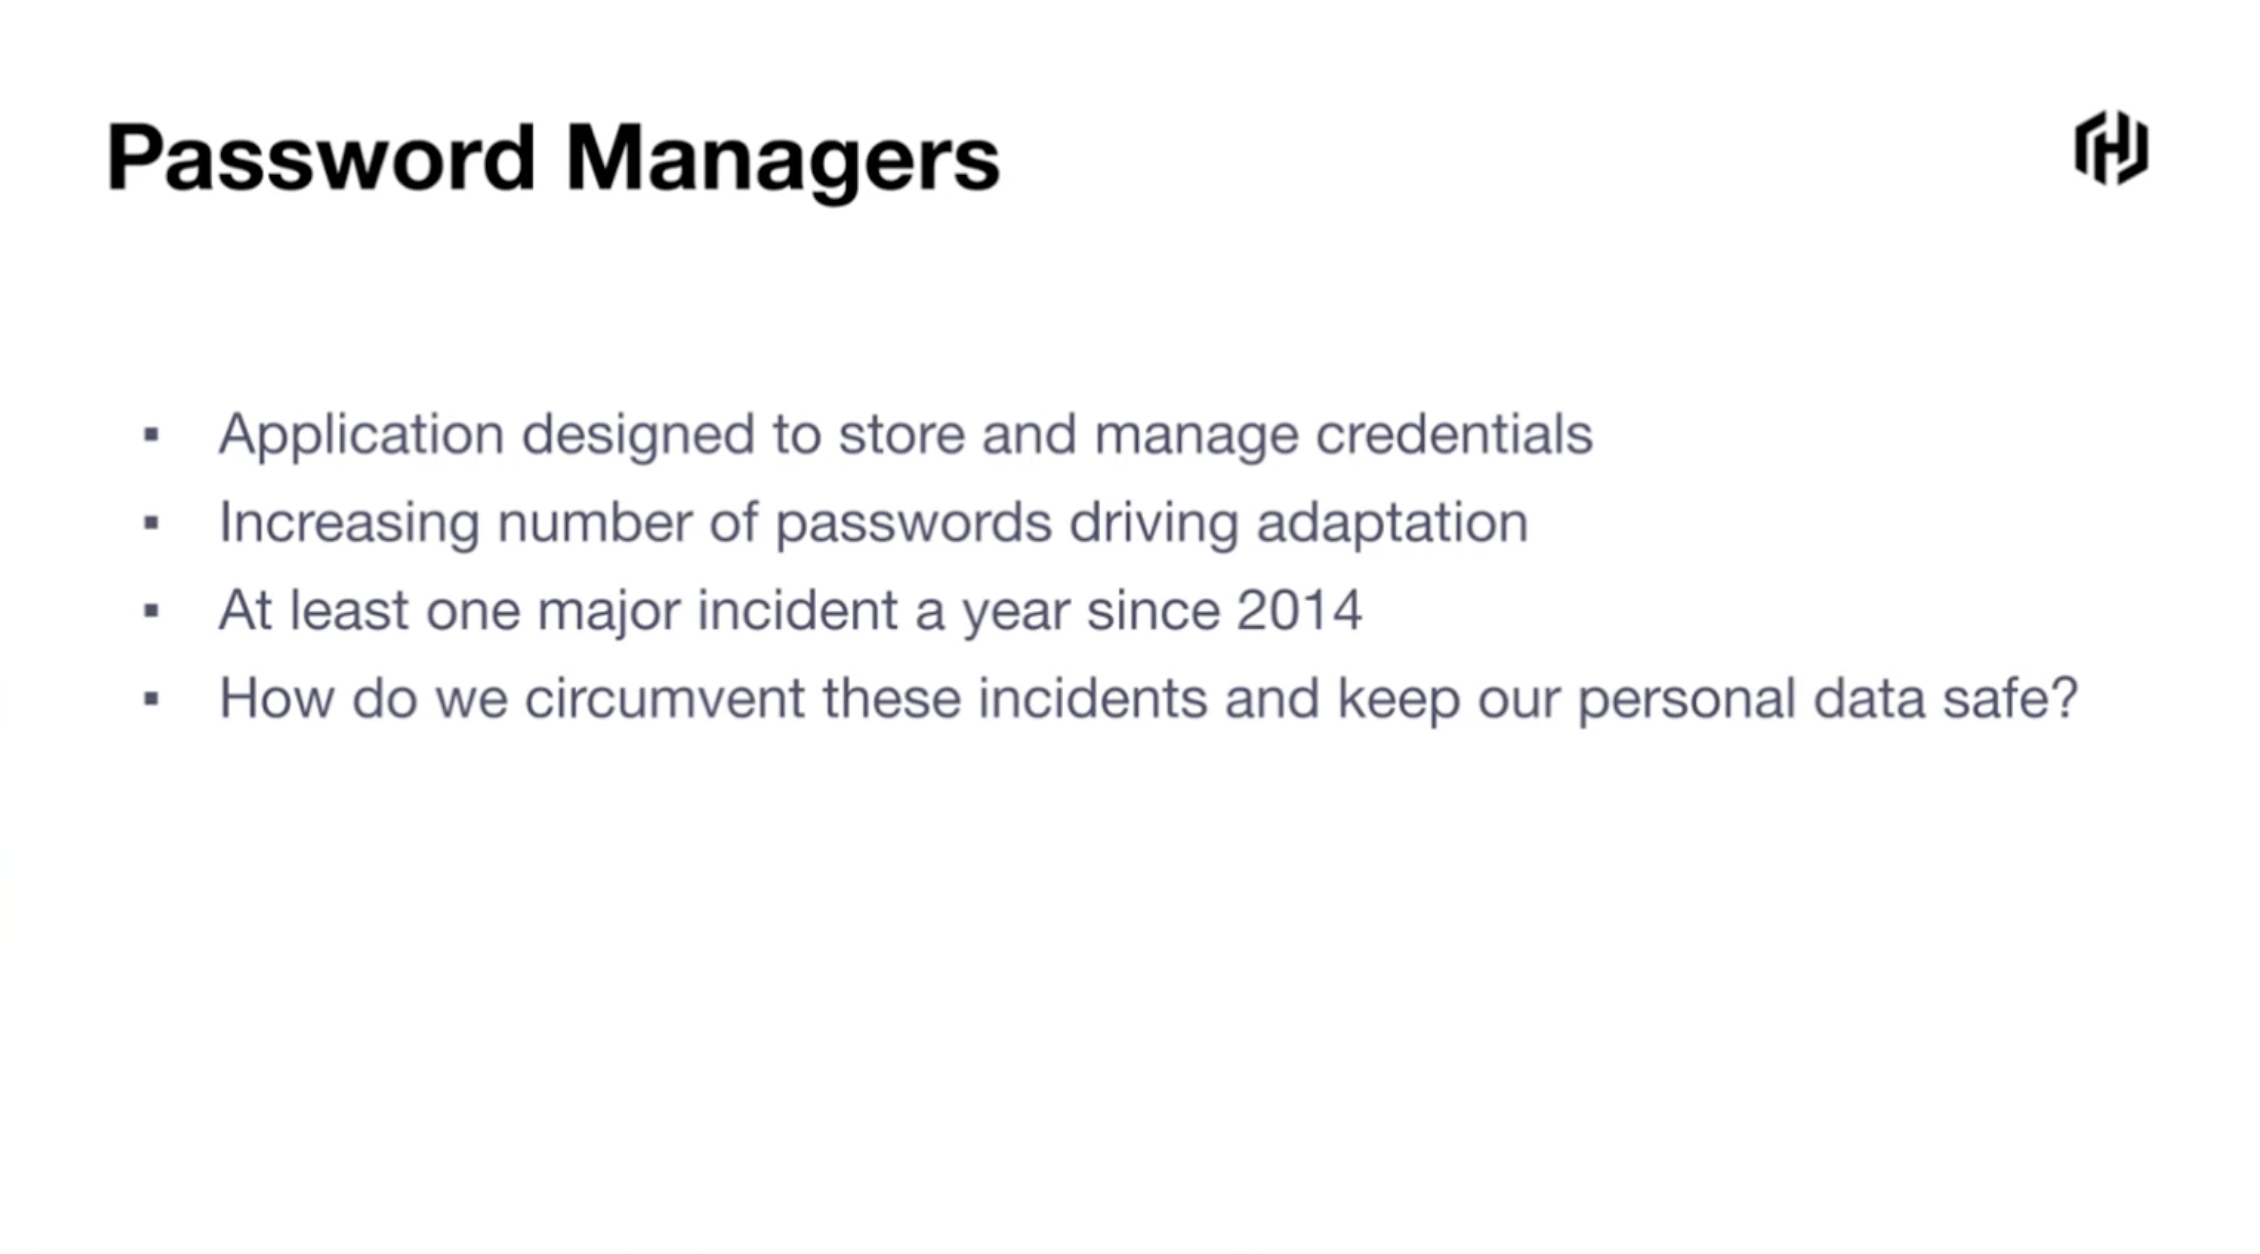 Password Managers
▪ Application designed to store and manage credentials
▪ Increasing number of passwords driving adaptation
▪ At least one major incident a year since 2014
▪ How do we circumvent these incidents and keep our personal data safe?